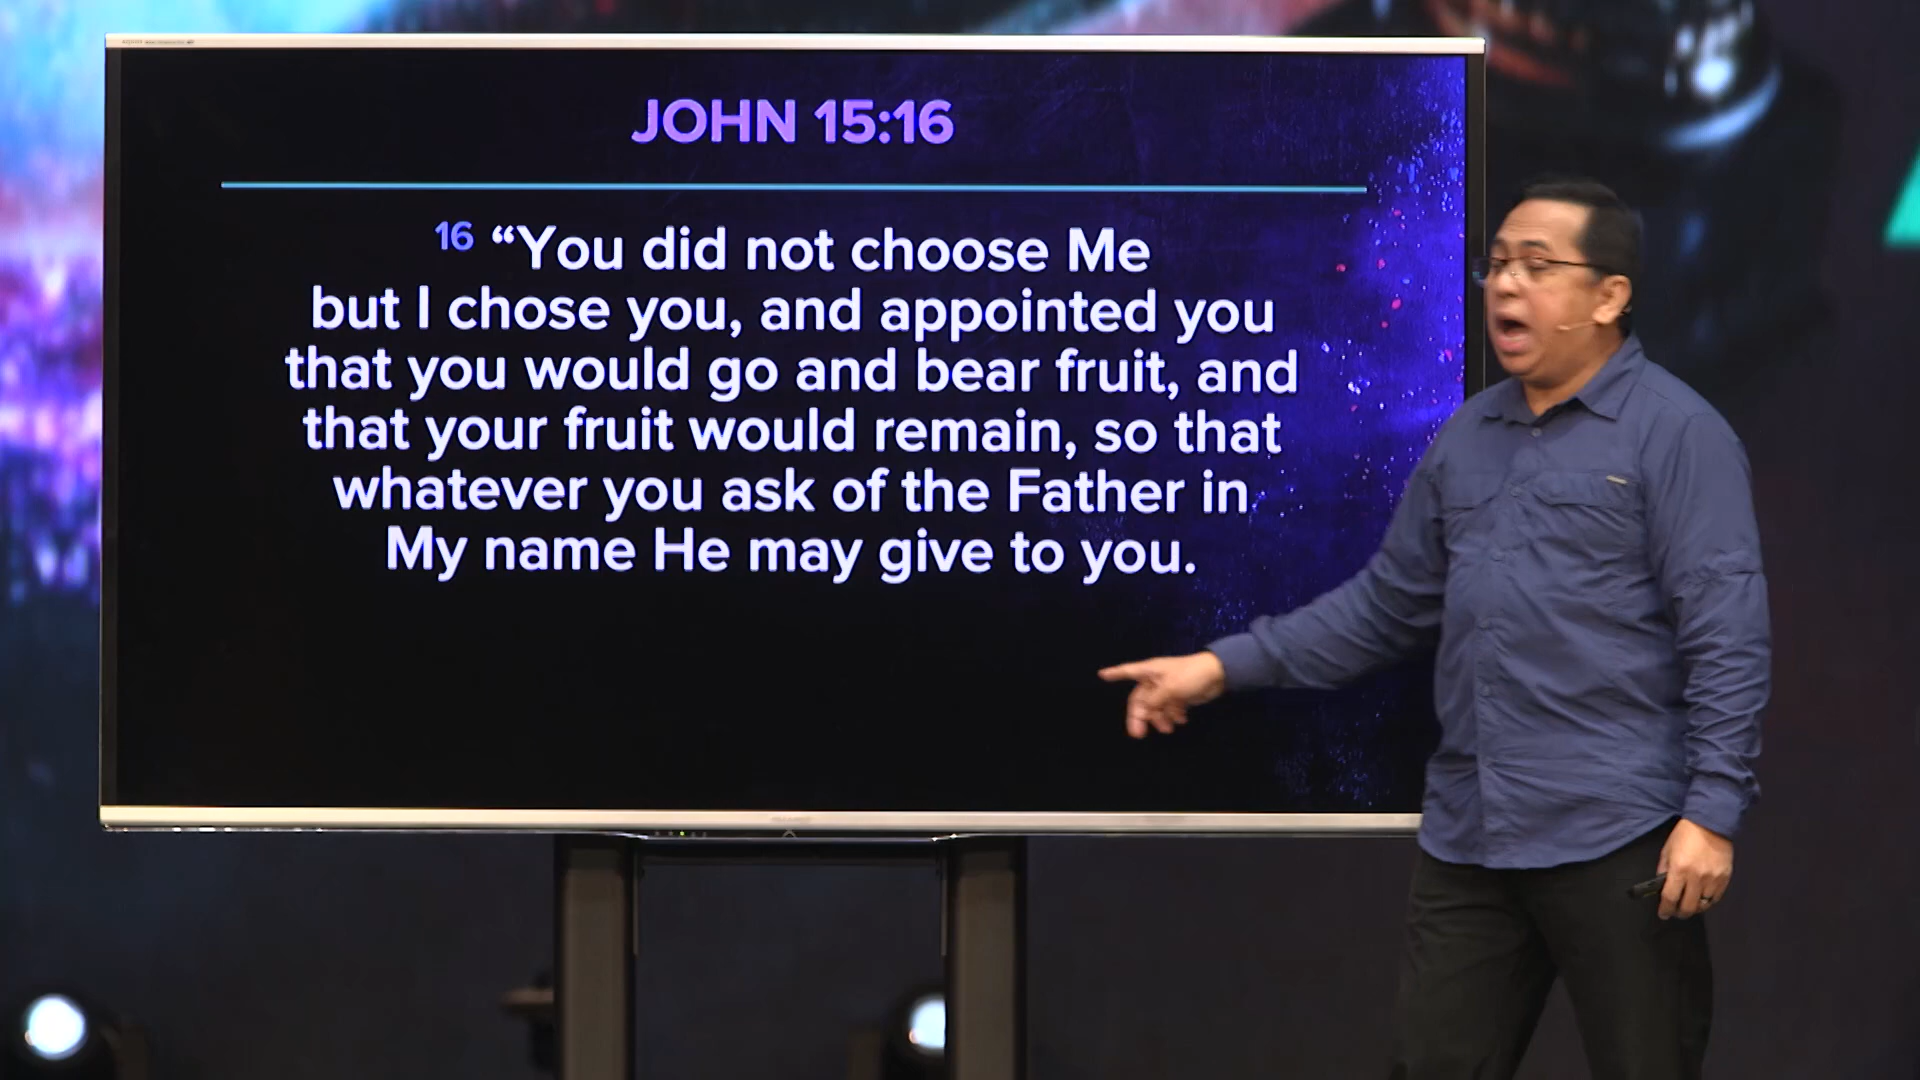 JOHN 15:16
16 “You did not choose Me
but I chose you, and appointed you
that you would go and bear fruit, and
that your fruit would remain, so that
whatever you ask of the Father in
My name He may give to you.